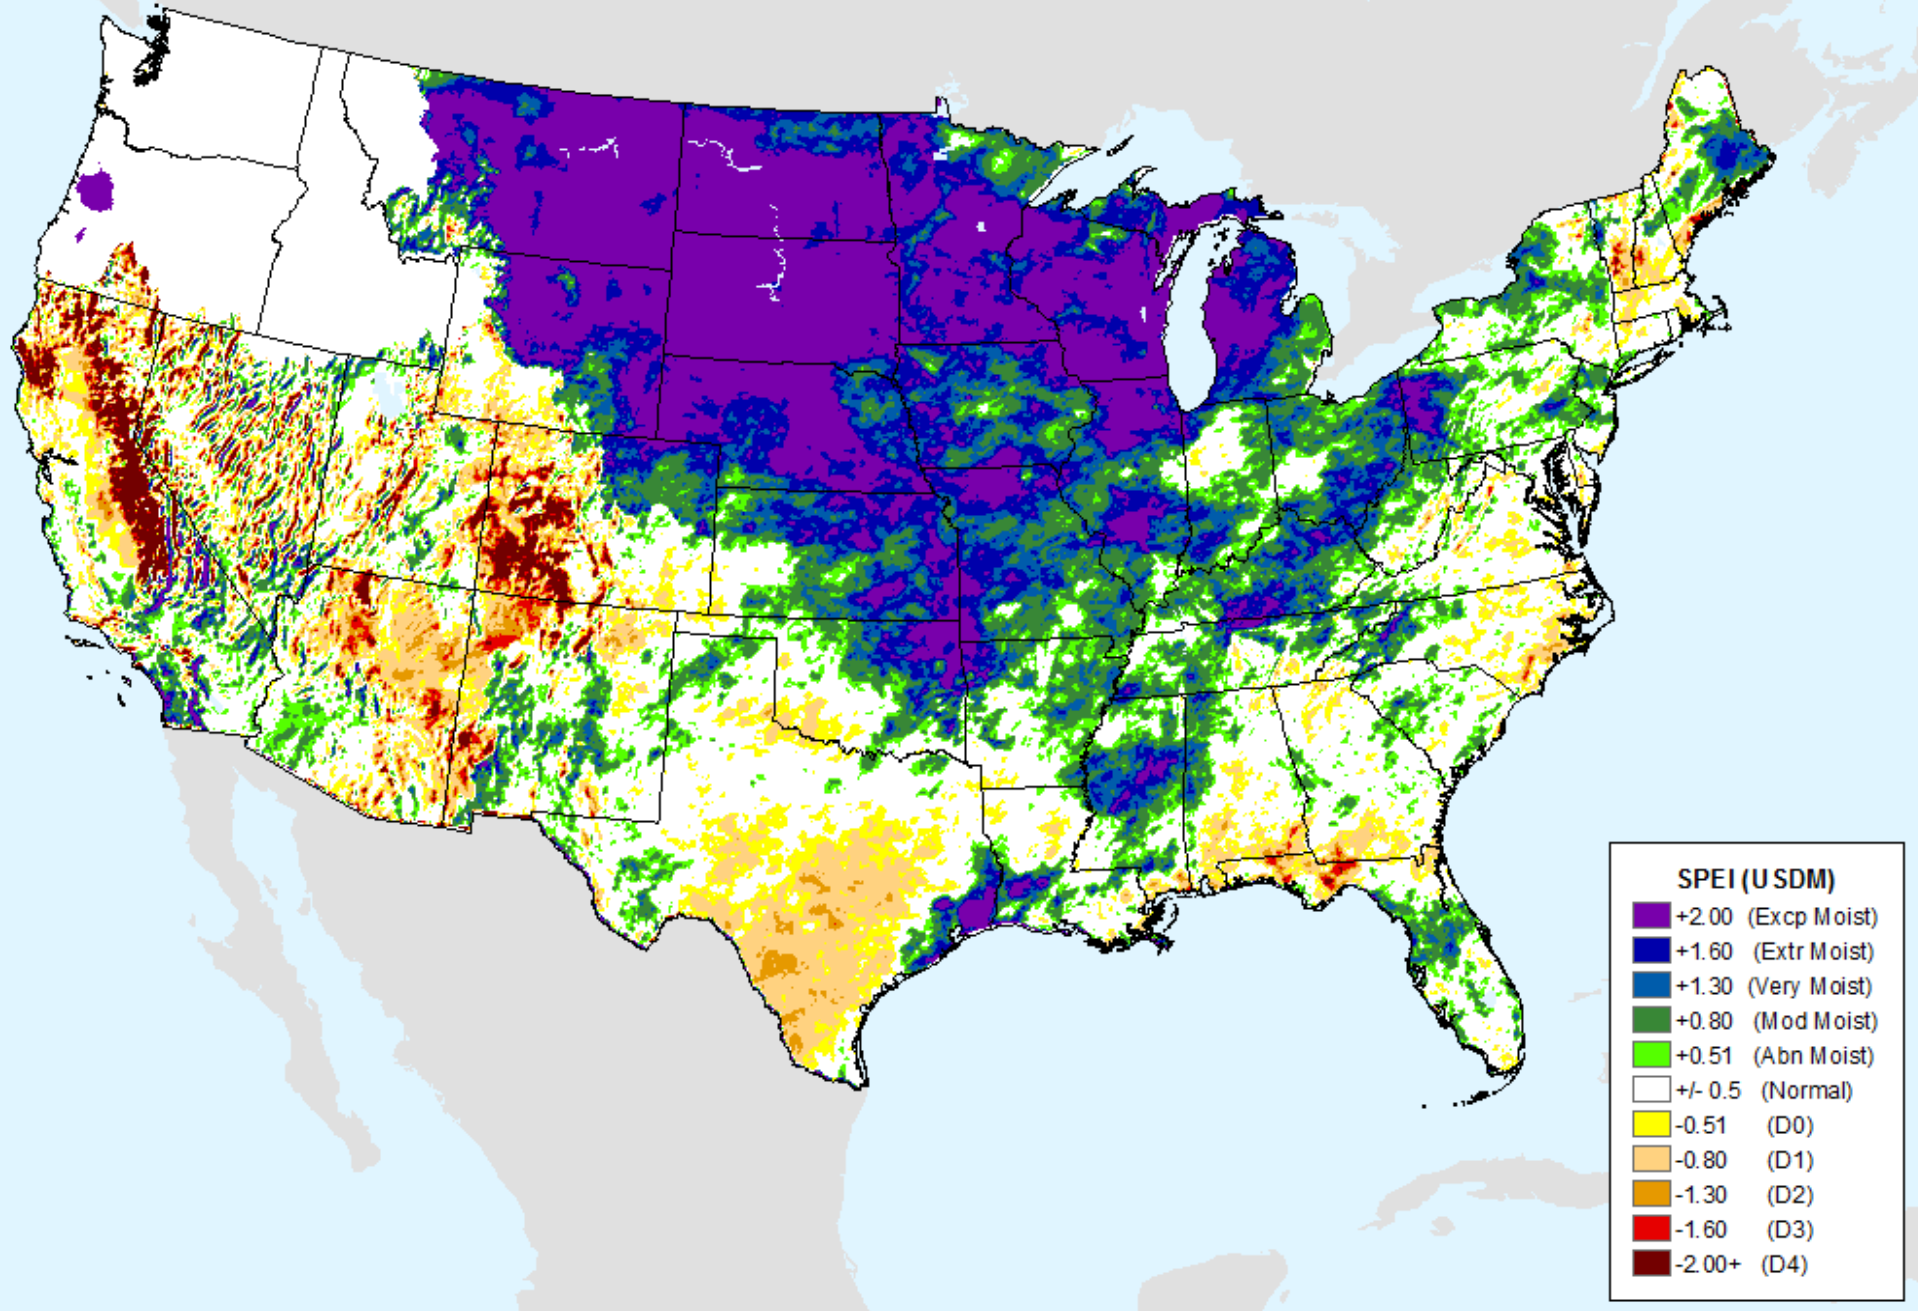 SPEI (USDM)
+2.00 (Excp Moist)
+1.60 (Extr Moist)
+1.30 (Very Moist)
+0.80 (Mod Moist)
+0.51 (Abn Moist)
+/- 0.5 (Normal)
-0.51 (D0)
-0.80 (D1)
-1.30 (D2)
-1.60 (D3)
-2.00+ (D4)